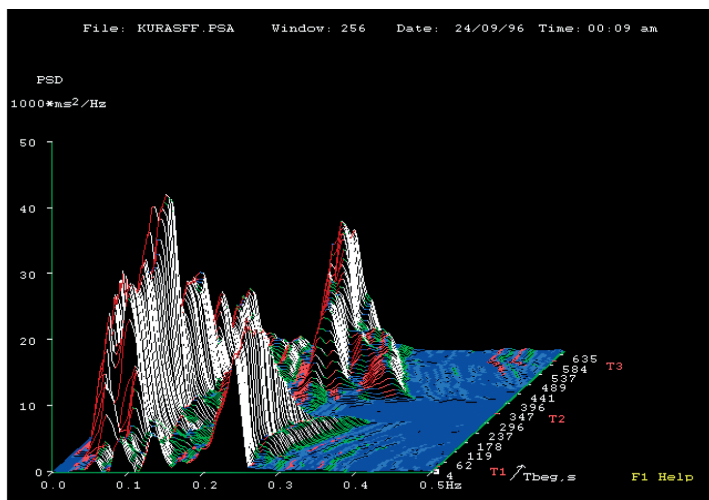 File: KURASFF.PSA Window: 256 Date: 24/09/96 Time: 00:09 am
PSD
1000*ms2/Hz
50
40
30
20
10
0
0.0 0.1 0.2 0.3 0.4 0.5Hz
4
62
119
178
237
296
347
396
441
489
537
584
635
T1
T2
T3
Tbeg,s
F1 Help